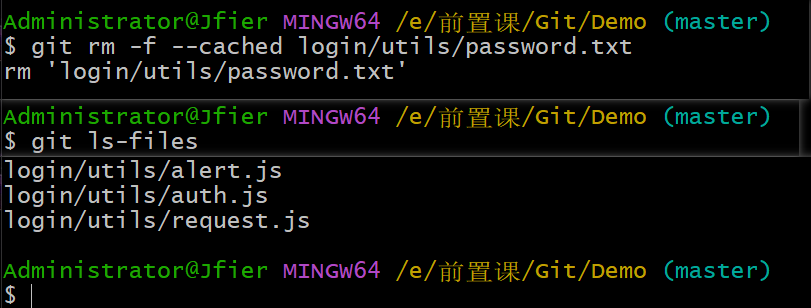 Administrator@Jfier MINGW64 /e/前置课/Git/Demo (master)
$ git rm -f --cached login/utils/password.txt
rm 'login/utils/password.txt'
Administrator@Jfier MINGW64 /e/前置课/Git/Demo (master)
$ git ls-files
login/utils/alert.js
login/utils/auth.js
login/utils/request.js
Administrator@Jfier MINGW64 /e/前置课/Git/Demo (master)
$